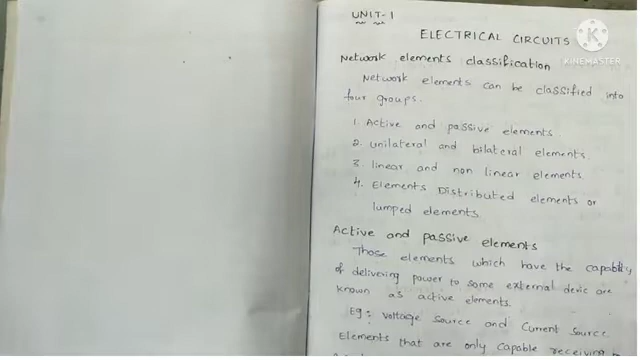 UNIT-1
ELECTRICAL CIRCUITS
KINEMASTER
Network elements classification
Network elements can be classified into
four groups.
1. Active and passive elements
2. unilateral and bilateral elements.
3. linear and non linear elements.
4. Elements Distributed elements or
lumped elements.
Active and passive elements
Those elements which have the capability
of delivering power to some external devic are
known as active elements.
Eg: voltage source and current source
Elements that are only capable receiving